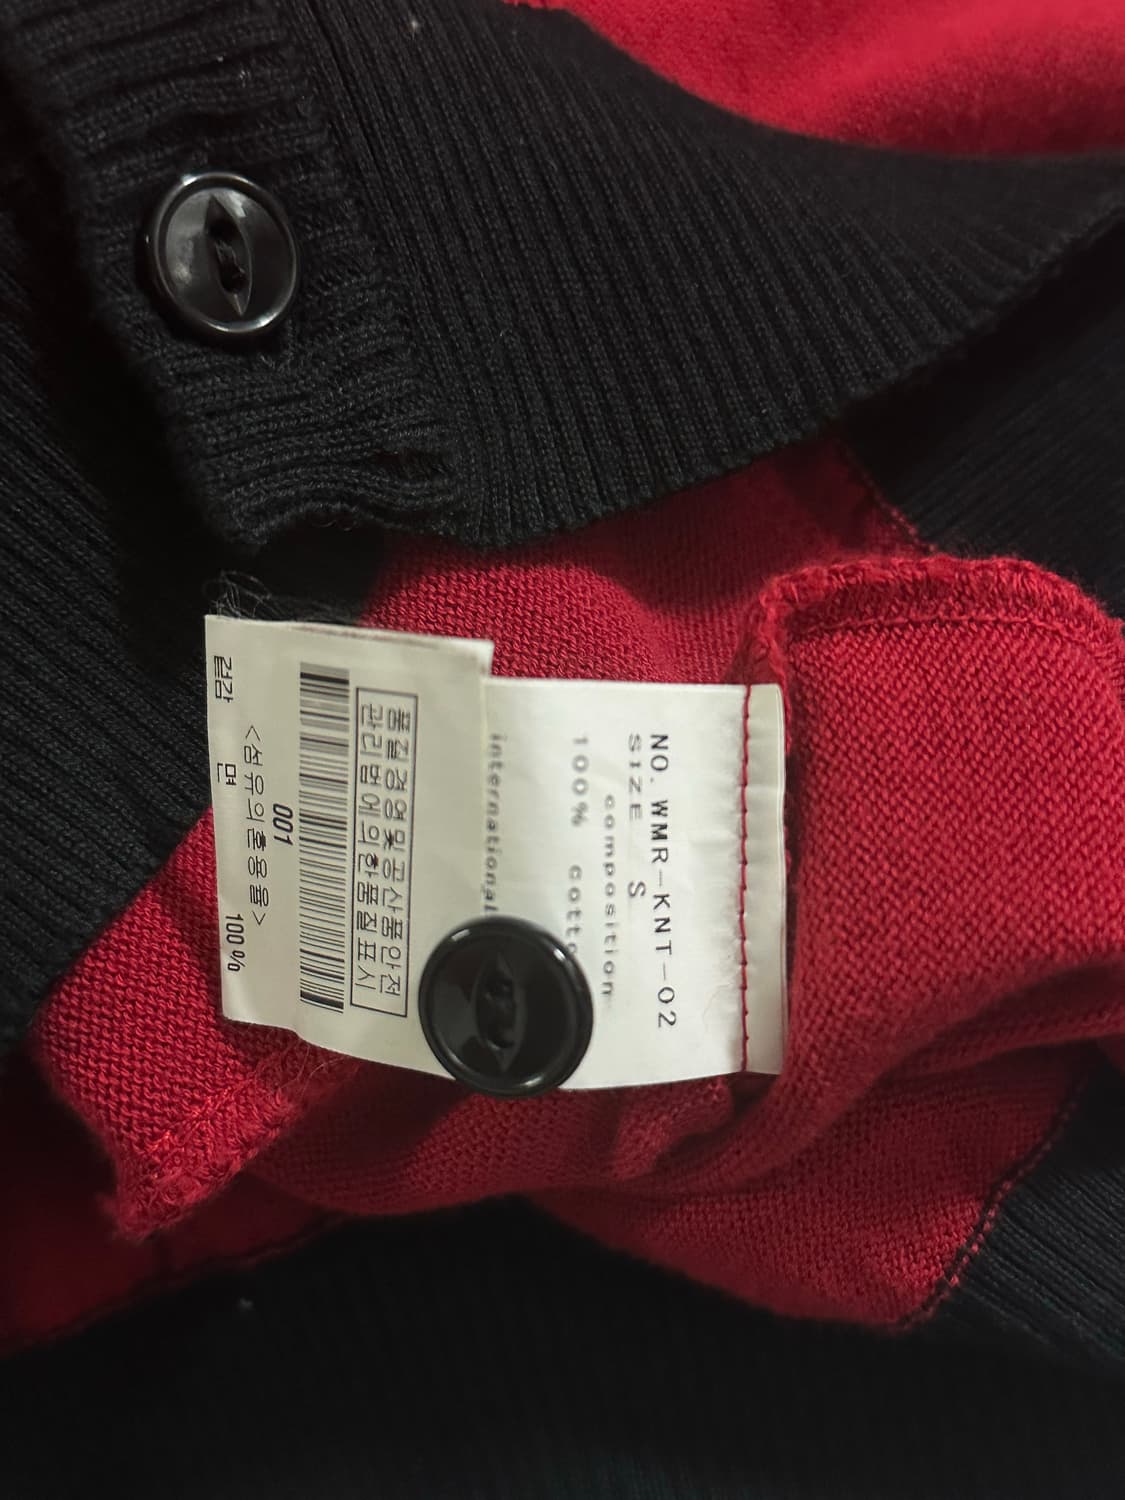 NO. WMR-KNT-02
SIZE S
composition
100% cotto
international
품질경영및공산품안전
관리법에의한품질표시
001
<섬유의혼용율>
겉감 면 100%